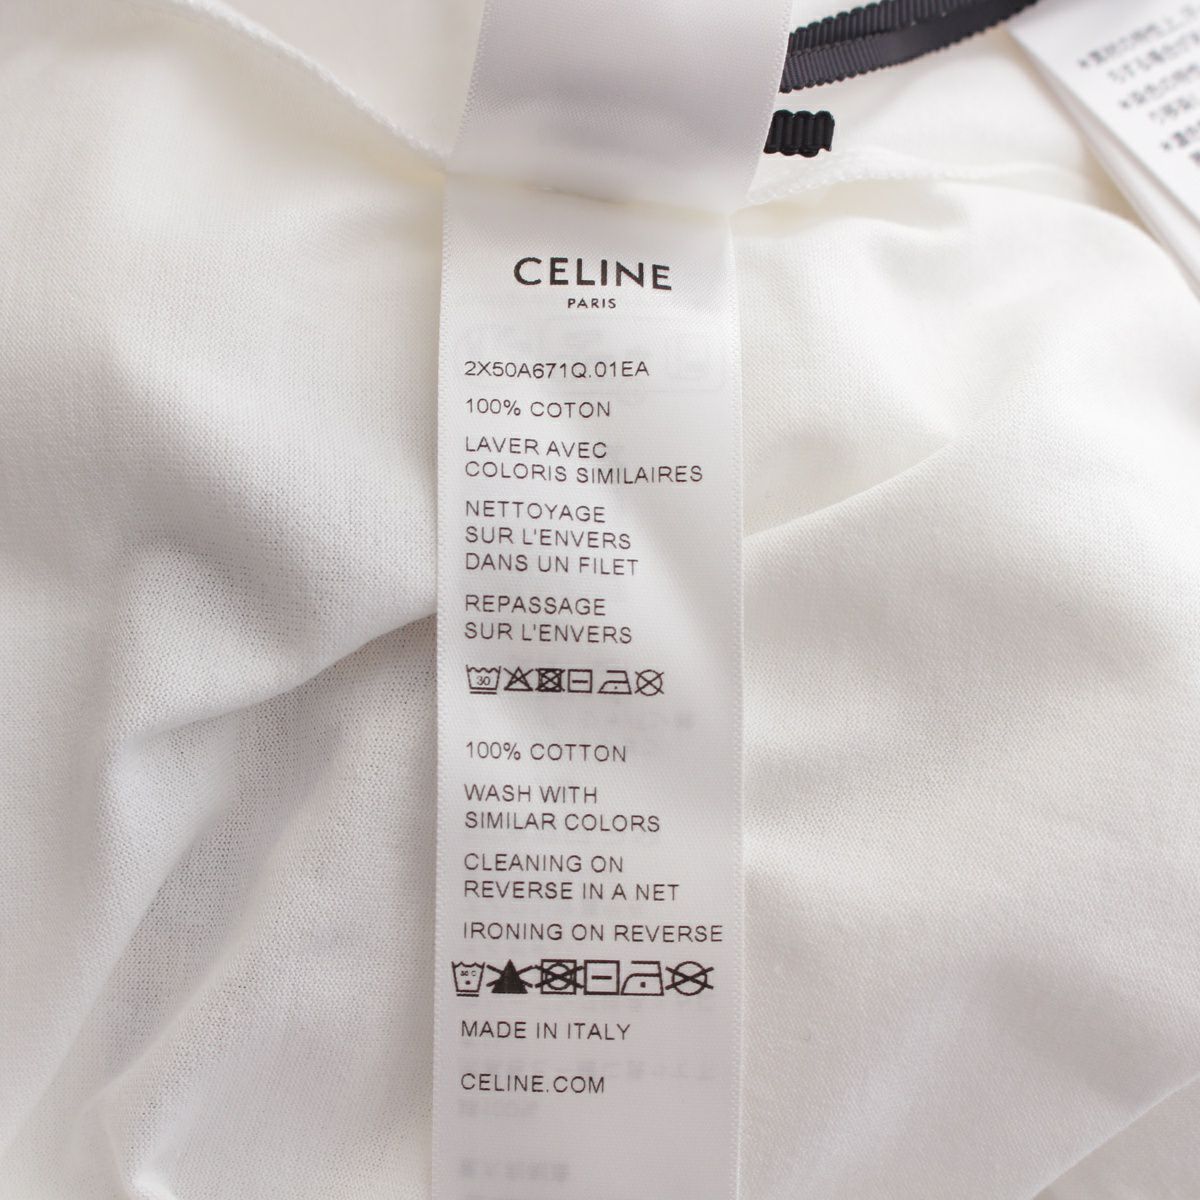 CELINE
PARIS
2X50A671Q.01EA
100% COTON
LAVER AVEC
COLORIS SIMILAIRES
NETTOYAGE
SUR L'ENVERS
DANS UN FILET
REPASSAGE
SUR L'ENVERS
30
100% COTTON
WASH WITH
SIMILAR COLORS
CLEANING ON
REVERSE IN A NET
IRONING ON REVERSE
MADE IN ITALY
CELINE.COM